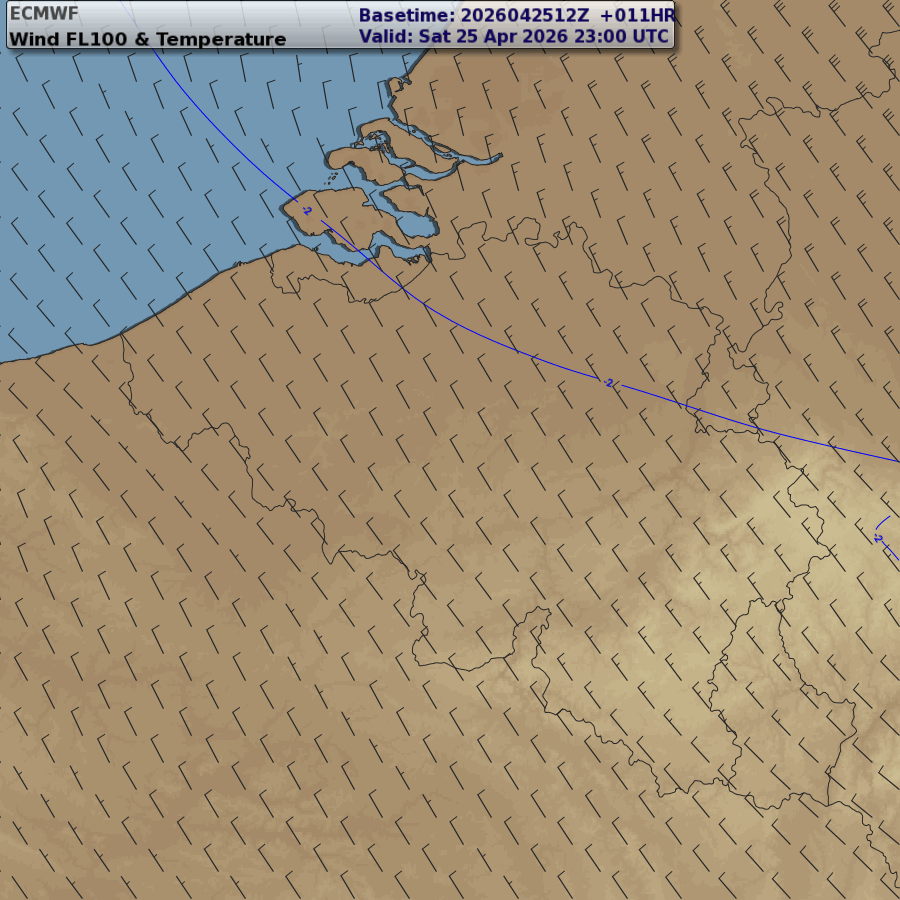 ECMWF
Wind FL100 & Temperature
Basetime: 2026042512Z +011HR
Valid: Sat 25 Apr 2026 23:00 UTC
-2
-2
-2